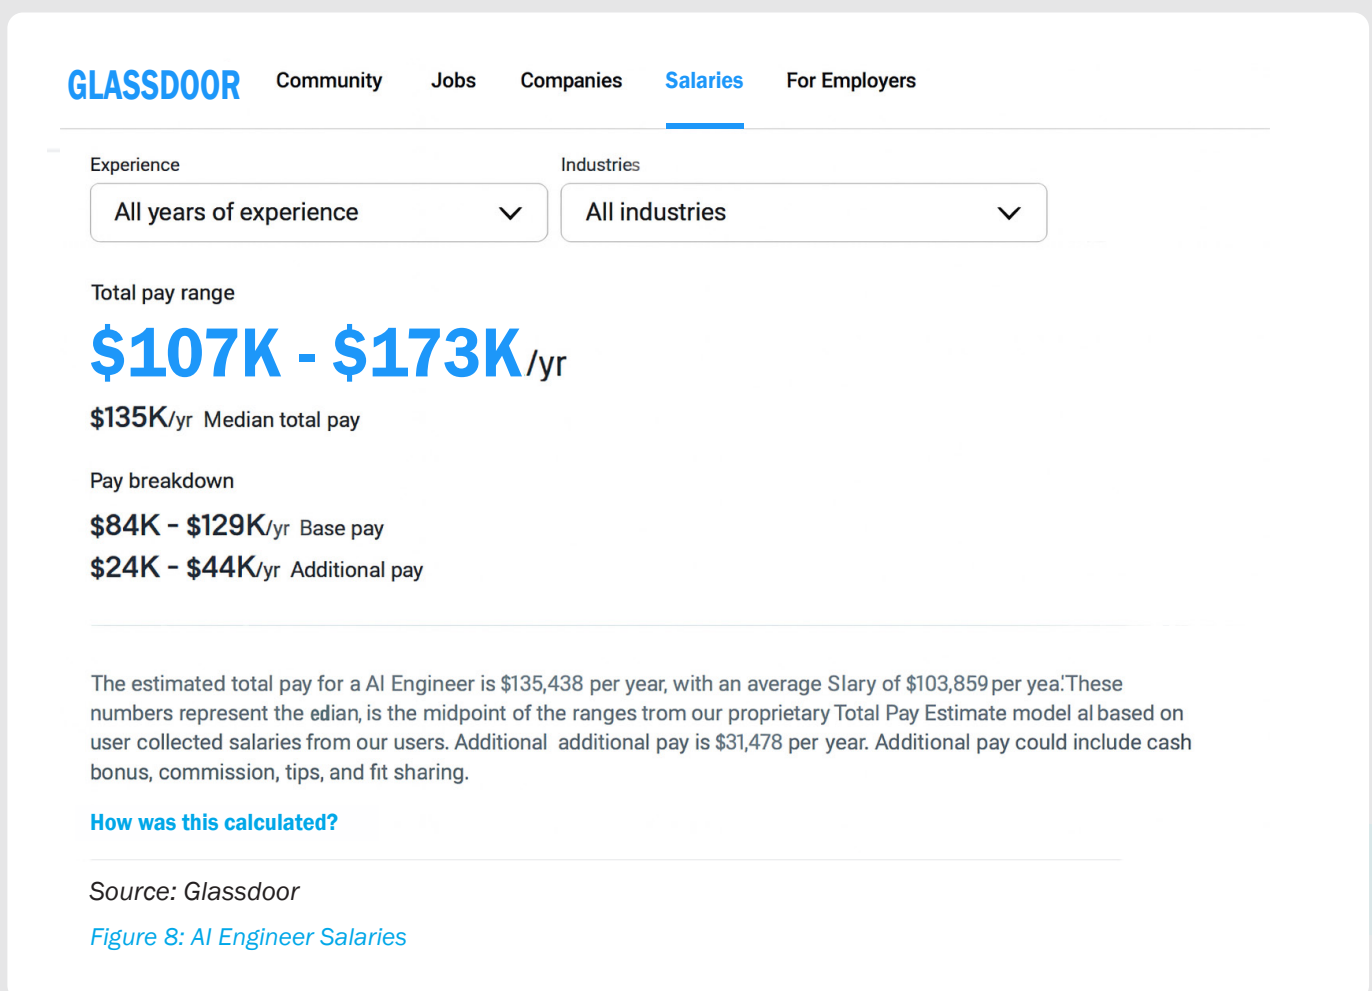 GLASSDOOR Community Jobs Companies Salaries For Employers
Experience Industries
All years of experience All industries
Total pay range
$107K - $173K/yr
$135K/yr Median total pay
Pay breakdown
$84K - $129K/yr Base pay
$24K - $44K/yr Additional pay
The estimated total pay for a AI Engineer is $135,438 per year, with an average Slary of $103,859 per yea.'These
numbers represent the edian, is the midpoint of the ranges trom our proprietary Total Pay Estimate model al based on
user collected salaries from our users. Additional additional pay is $31,478 per year. Additional pay could include cash
bonus, commission, tips, and fit sharing.
How was this calculated?
Source: Glassdoor
Figure 8: AI Engineer Salaries